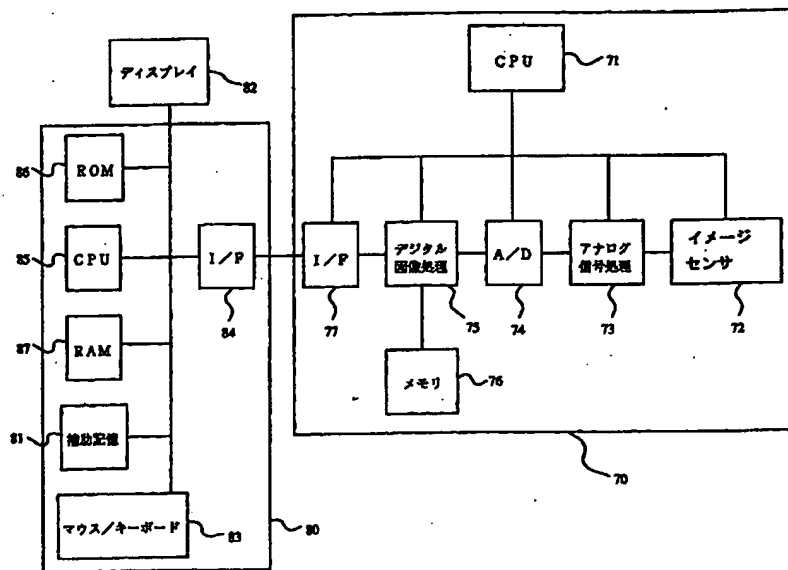 ディスプレイ
82
ROM
86
CPU
85
I/F
84
RAM
87
補助記憶
81
マウス/キーボード
83
80
CPU
71
I/F
77
デジタル
画像処理
75
A/D
74
アナログ
信号処理
73
イメージ
センサ
72
メモリ
76
70